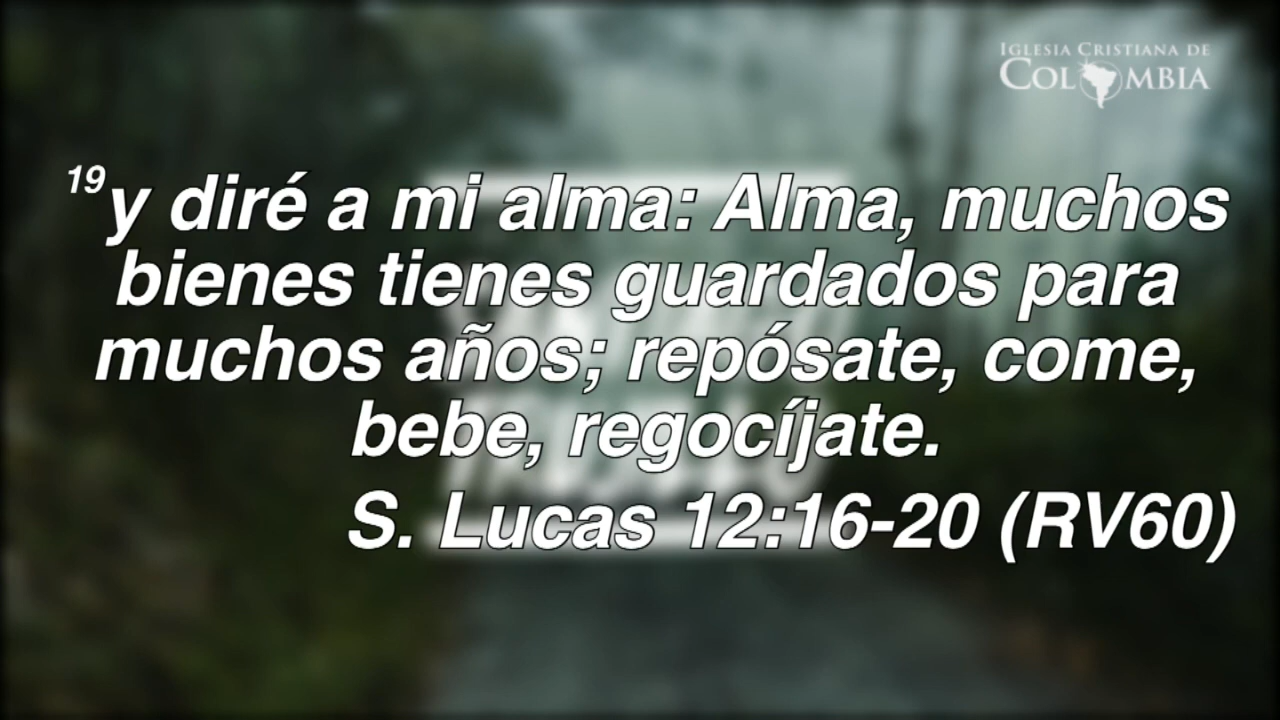 IGLESIA CRISTIANA DE
COLOMBIA
19 y diré a mi alma: Alma, muchos
bienes tienes guardados para
muchos años; repósate, come,
bebe, regocíjate.
S. Lucas 12:16-20 (RV60)